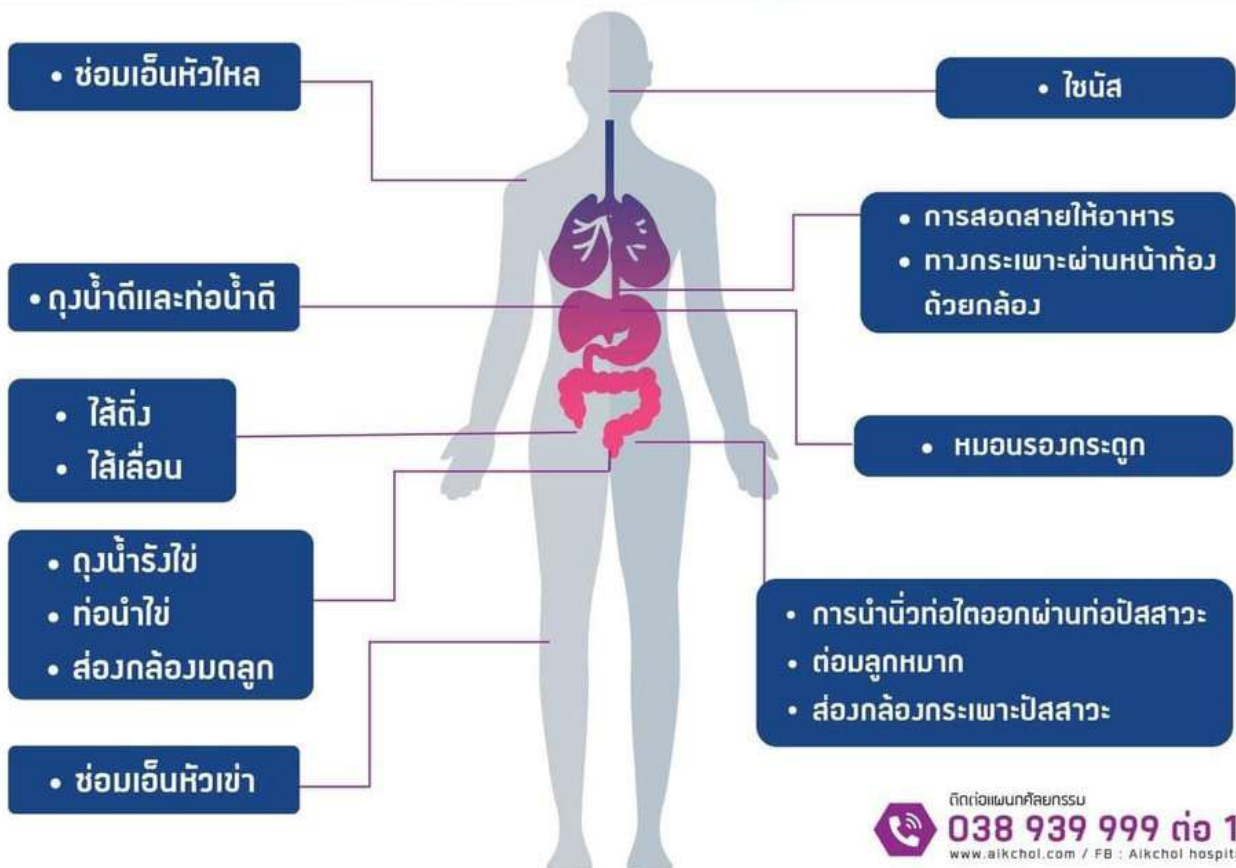 • ซ่อมเอ็นหัวไหล่
• ไซนัส
• การสอดสายให้อาหาร
• ทางกระเพาะผ่านหน้าท้อง
ด้วยกล้อง
• ถุงน้ำดีและท่อน้ำดี
• ไส้ติ่ง
• ไส้เลื่อน
• หมอนรองกระดูก
• ถุงน้ำรังไข่
• ท่อนำไข่
• ส่องกล้องมดลูก
• การนำนิ่วท่อไตออกผ่านท่อปัสสาวะ
• ต่อมลูกหมาก
• ส่องกล้องกระเพาะปัสสาวะ
• ซ่อมเอ็นหัวเข่า
ติดต่อแผนกศัลยกรรม
038 939 999 ต่อ 1
www.aikchol.com / FB : Aikchol hospit